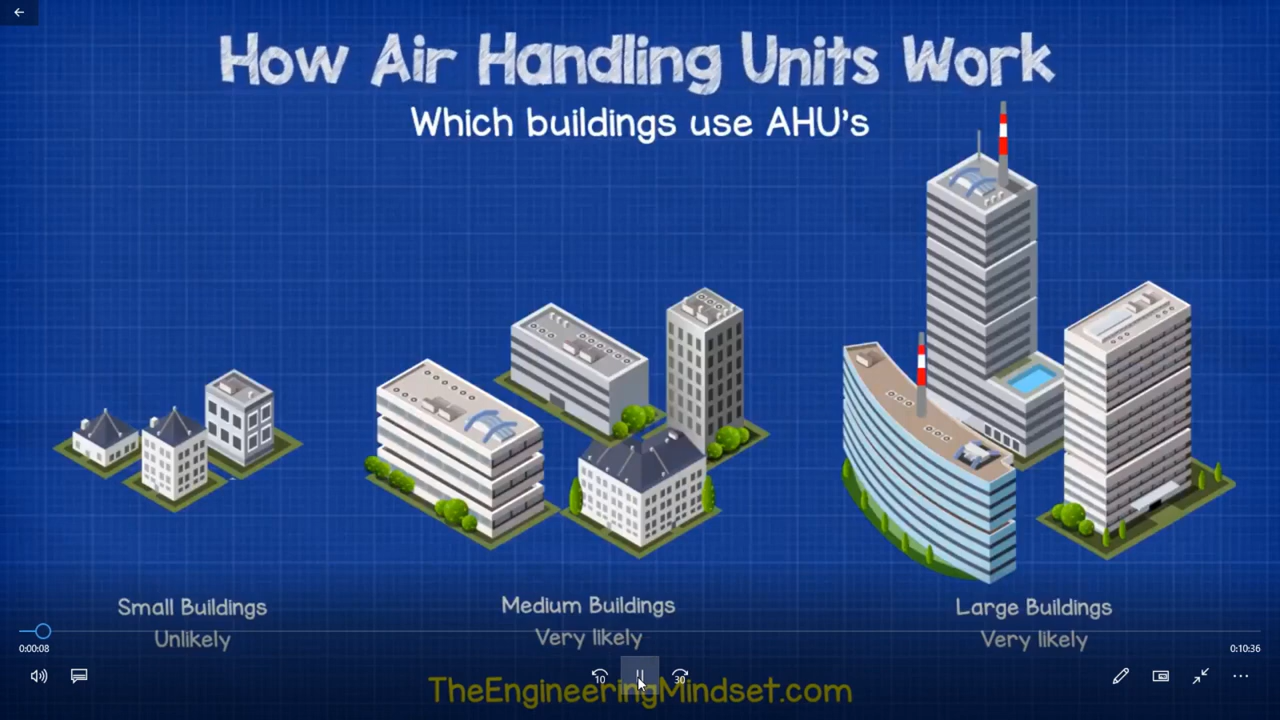 How Air Handling Units Work
Which buildings use AHU's
Small Buildings
Unlikely
Medium Buildings
Very likely
Large Buildings
Very likely
0:00:08
0:10:36
10
30
TheEngineeringMindset.com